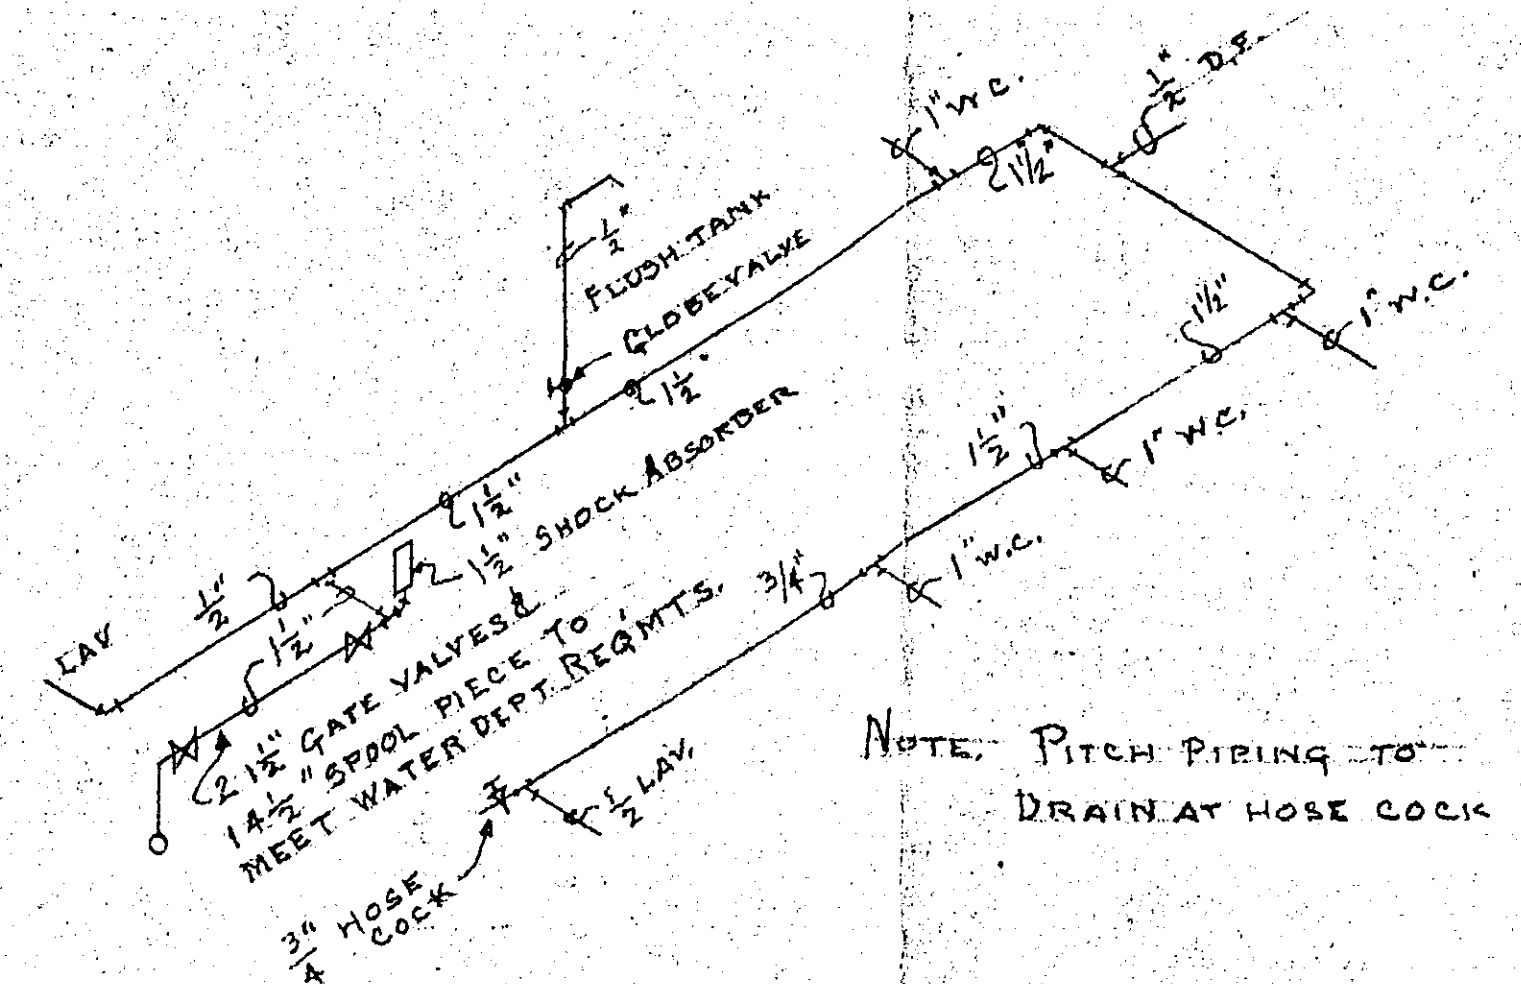 1" W.C.
1/2" D.F.
1 1/2"
1/2"
FLUSH TANK
GLOBE VALVE
1 1/2"
1" W.C.
1 1/2"
1 1/2"
1" W.C.
1 1/2"
1 1/2" SHOCK ABSORBER
1" W.C.
3/4"
1/2"
LAV
1 1/2"
2 1 1/2" GATE VALVES &
14 1/2" SPOOL PIECE TO
MEET WATER DEPT. REQ'MTS.
1/2 LAV.
3/4" HOSE
COCK
NOTE. PITCH PIPING TO
DRAIN AT HOSE COCK